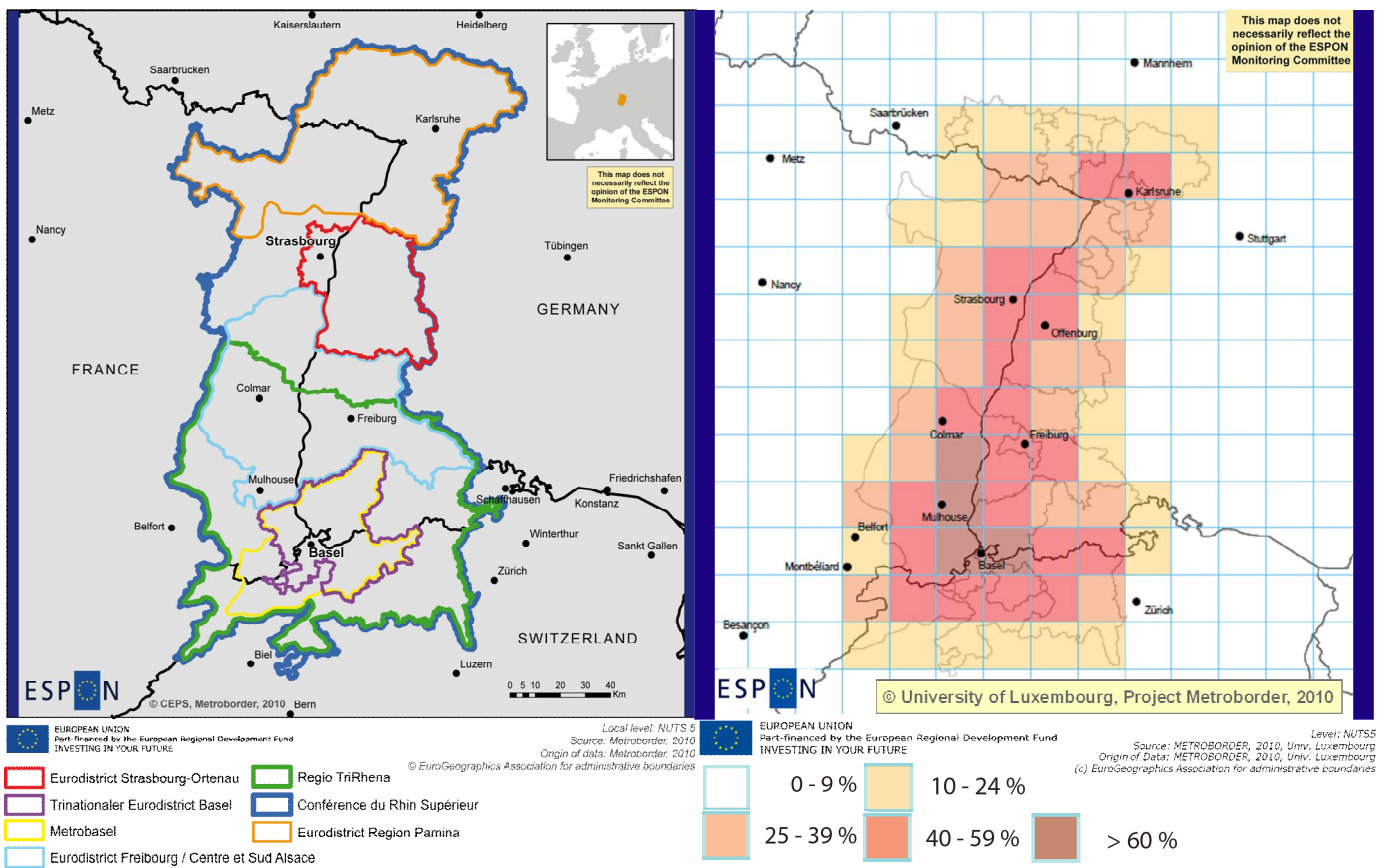 Kaiserslautern
Heidelberg
Saarbrücken
Metz
Karlsruhe
This map does not
necessarily reflect the
opinion of the ESPON
Monitoring Committee
Nancy
Strasbourg
Tübingen
GERMANY
FRANCE
Colmar
Freiburg
Mulhouse
Schaffhausen
Friedrichshafen
Konstanz
Belfort
Basel
Winterthur
Sankt Gallen
Zürich
SWITZERLAND
Biel
Luzern
ESPON
© CEPS, Metroborder, 2010
Bern
0 5 10 20 30 40
Km
EUROPEAN UNION
Part-financed by the European Regional Development Fund
INVESTING IN YOUR FUTURE
Local level: NUTS 5
Source: Metroborder, 2010
Origin of data: Metroborder, 2010
© EuroGeographics Association for administrative boundaries
Eurodistrict Strasbourg-Ortenau
Trinationaler Eurodistrict Basel
Metrobasel
Eurodistrict Freibourg / Centre et Sud Alsace
Regio TriRhena
Conférence du Rhin Supérieur
Eurodistrict Region Pamina
This map does not
necessarily reflect the
opinion of the ESPON
Monitoring Committee
Mannheim
Saarbrücken
Metz
Karlsruhe
Stuttgart
Nancy
Strasbourg
Offenburg
Colmar
Freiburg
Mulhouse
Belfort
Montbéliard
Basel
Zürich
Besançon
ESPON
© University of Luxembourg, Project Metroborder, 2010
EUROPEAN UNION
Part-financed by the European Regional Development Fund
INVESTING IN YOUR FUTURE
Level: NUTS5
Source: METROBORDER, 2010, Univ. Luxembourg
Origin of Data: METROBORDER, 2010, Univ. Luxembourg
(c) EuroGeographics Association for administrative boundaries
0 - 9 %
10 - 24 %
25 - 39 %
40 - 59 %
> 60 %